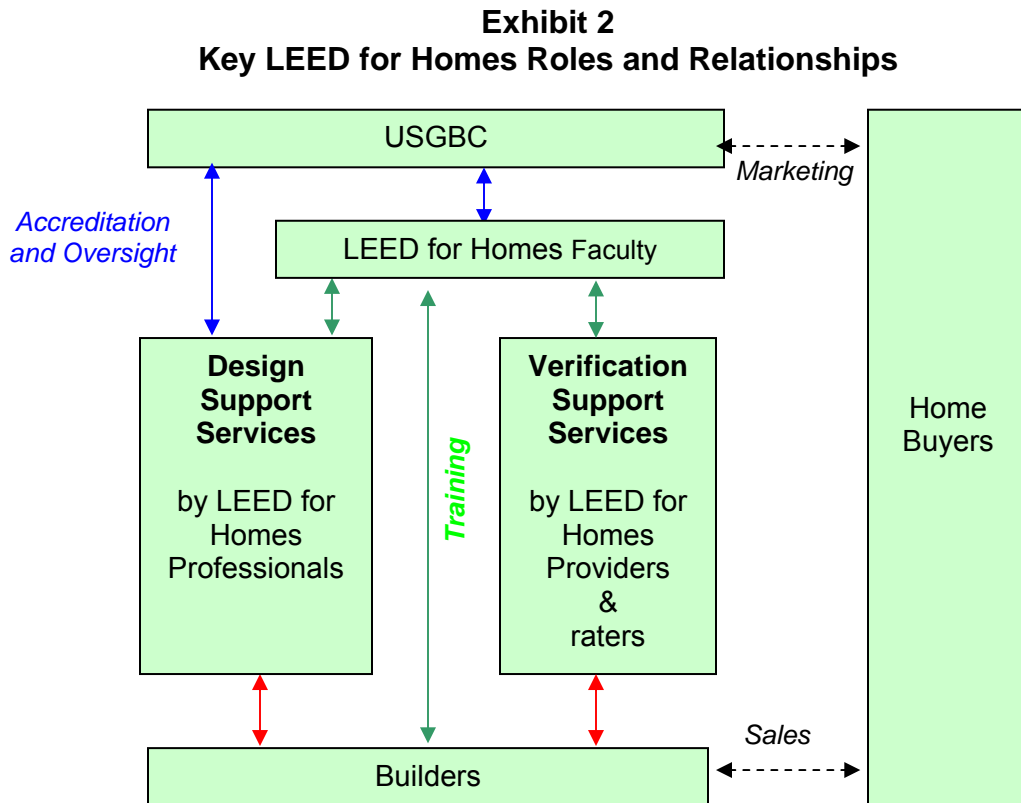 Exhibit 2
Key LEED for Homes Roles and Relationships
USGBC
Marketing
Accreditation
and Oversight
LEED for Homes Faculty
Design
Support
Services
by LEED for
Homes
Professionals
Training
Verification
Support
Services
by LEED for
Homes
Providers
&
raters
Home
Buyers
Sales
Builders